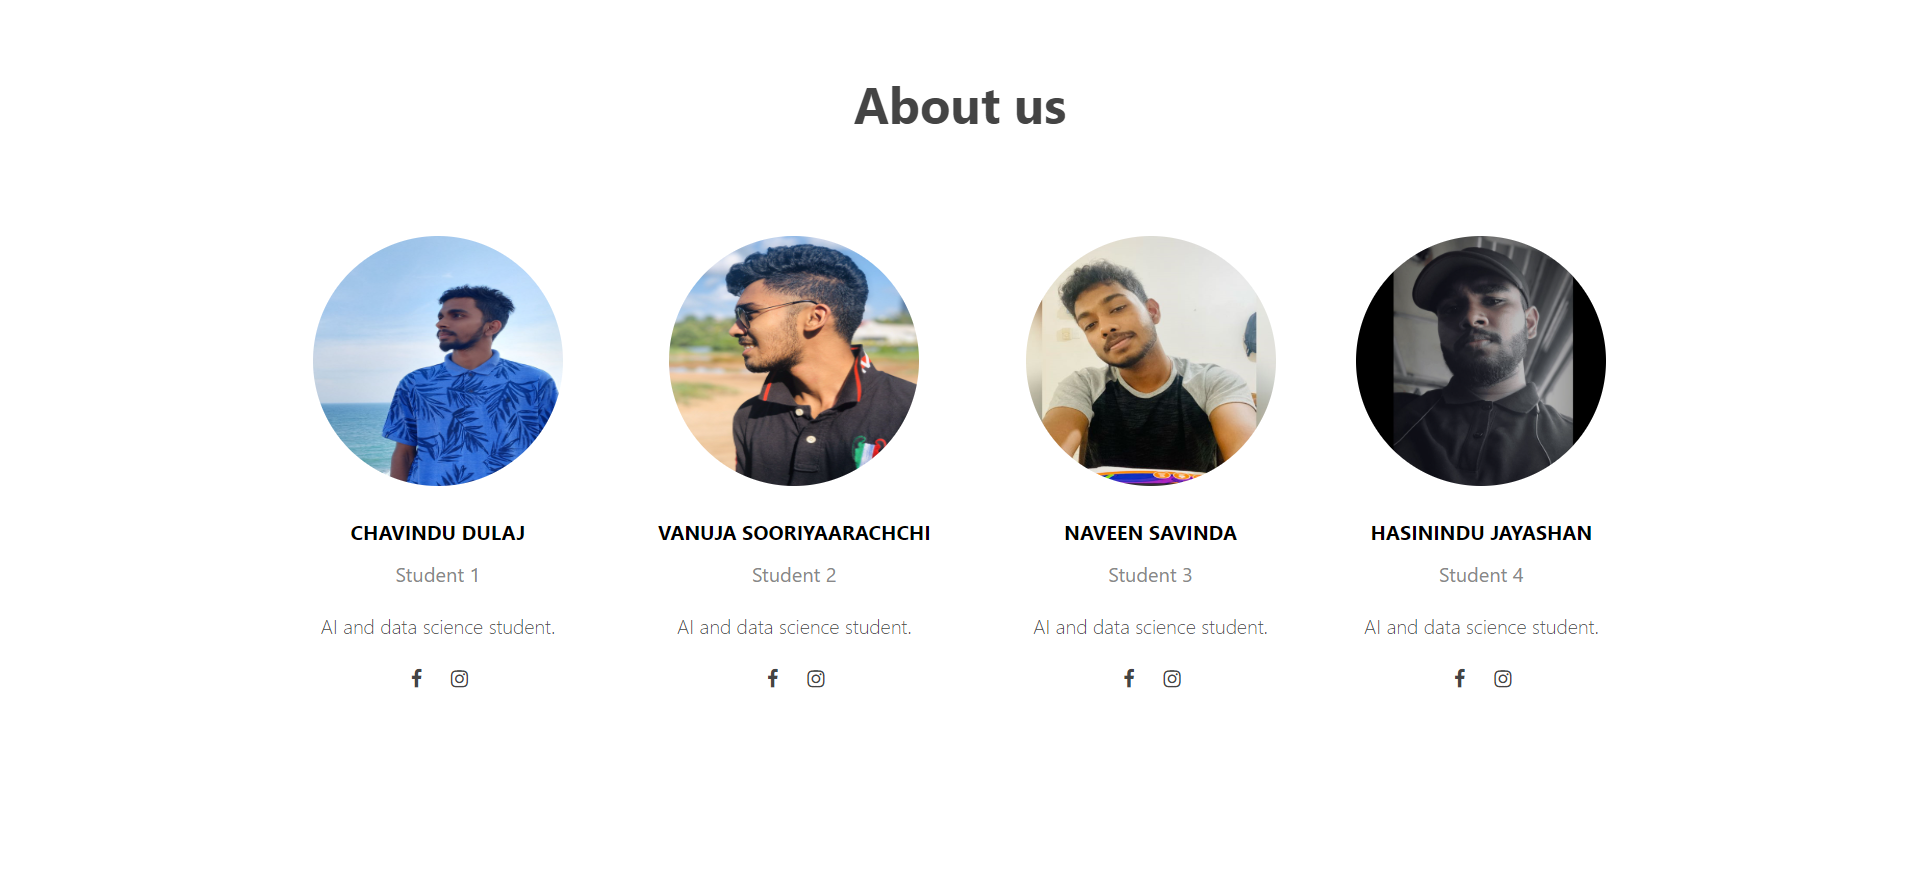 About us
CHAVINDU DULAJ
Student 1
AI and data science student.
VANUJA SOORIYAARACHCHI
Student 2
AI and data science student.
NAVEEN SAVINDA
Student 3
AI and data science student.
HASININDU JAYASHAN
Student 4
AI and data science student.